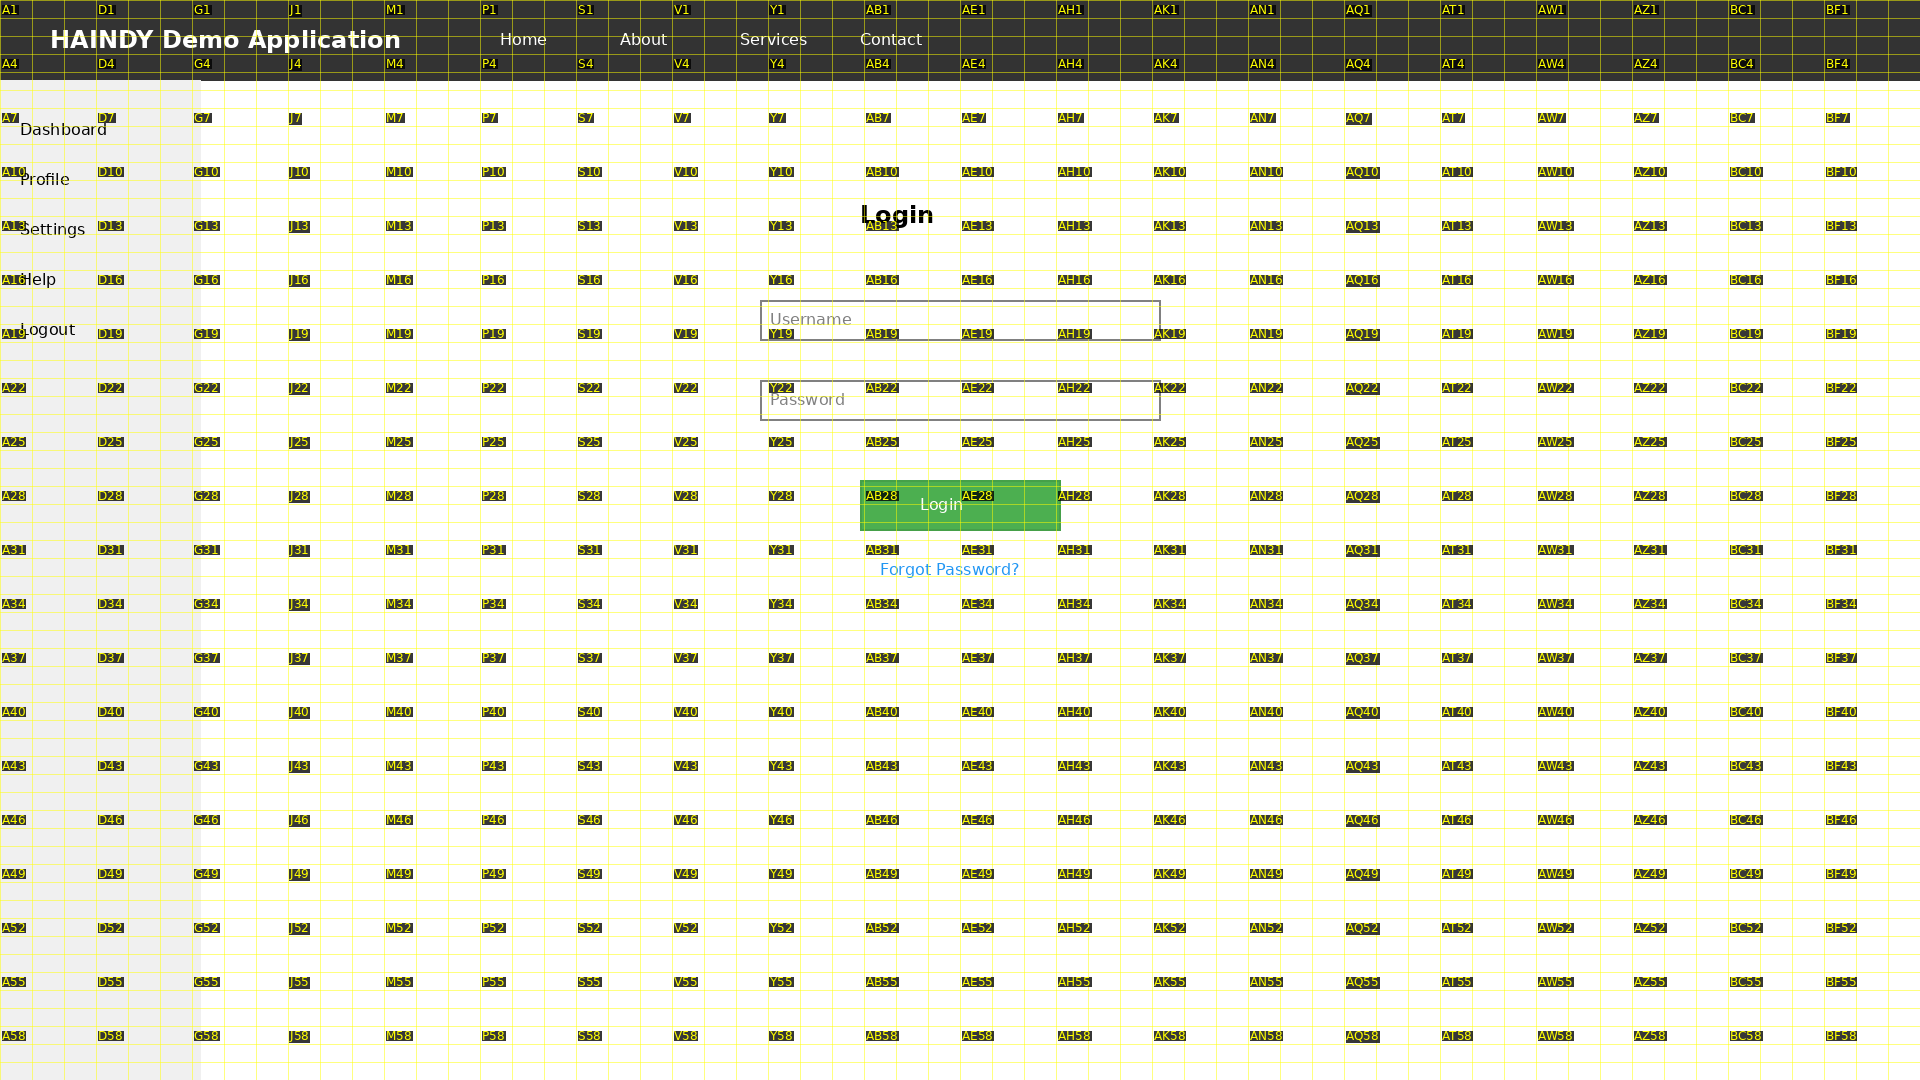 A1 D1 G1 J1 M1 P1 S1 V1 Y1 AB1 AE1 AH1 AK1 AN1 AQ1 AT1 AW1 AZ1 BC1 BF1
HAINDY Demo Application Home About Services Contact
A4 D4 G4 J4 M4 P4 S4 V4 Y4 AB4 AE4 AH4 AK4 AN4 AQ4 AT4 AW4 AZ4 BC4 BF4
A7 D7 G7 J7 M7 P7 S7 V7 Y7 AB7 AE7 AH7 AK7 AN7 AQ7 AT7 AW7 AZ7 BC7 BF7
Dashboard
A10 D10 G10 J10 M10 P10 S10 V10 Y10 AB10 AE10 AH10 AK10 AN10 AQ10 AT10 AW10 AZ10 BC10 BF10
Profile
Login
A13 D13 G13 J13 M13 P13 S13 V13 Y13 AB13 AE13 AH13 AK13 AN13 AQ13 AT13 AW13 AZ13 BC13 BF13
Settings
A16 D16 G16 J16 M16 P16 S16 V16 Y16 AB16 AE16 AH16 AK16 AN16 AQ16 AT16 AW16 AZ16 BC16 BF16
Help
Username
Logout
A19 D19 G19 J19 M19 P19 S19 V19 Y19 AB19 AE19 AH19 AK19 AN19 AQ19 AT19 AW19 AZ19 BC19 BF19
A22 D22 G22 J22 M22 P22 S22 V22 Y22 AB22 AE22 AH22 AK22 AN22 AQ22 AT22 AW22 AZ22 BC22 BF22
Password
A25 D25 G25 J25 M25 P25 S25 V25 Y25 AB25 AE25 AH25 AK25 AN25 AQ25 AT25 AW25 AZ25 BC25 BF25
A28 D28 G28 J28 M28 P28 S28 V28 Y28 AB28 AE28 AH28 AK28 AN28 AQ28 AT28 AW28 AZ28 BC28 BF28
Login
A31 D31 G31 J31 M31 P31 S31 V31 Y31 AB31 AE31 AH31 AK31 AN31 AQ31 AT31 AW31 AZ31 BC31 BF31
Forgot Password?
A34 D34 G34 J34 M34 P34 S34 V34 Y34 AB34 AE34 AH34 AK34 AN34 AQ34 AT34 AW34 AZ34 BC34 BF34
A37 D37 G37 J37 M37 P37 S37 V37 Y37 AB37 AE37 AH37 AK37 AN37 AQ37 AT37 AW37 AZ37 BC37 BF37
A40 D40 G40 J40 M40 P40 S40 V40 Y40 AB40 AE40 AH40 AK40 AN40 AQ40 AT40 AW40 AZ40 BC40 BF40
A43 D43 G43 J43 M43 P43 S43 V43 Y43 AB43 AE43 AH43 AK43 AN43 AQ43 AT43 AW43 AZ43 BC43 BF43
A46 D46 G46 J46 M46 P46 S46 V46 Y46 AB46 AE46 AH46 AK46 AN46 AQ46 AT46 AW46 AZ46 BC46 BF46
A49 D49 G49 J49 M49 P49 S49 V49 Y49 AB49 AE49 AH49 AK49 AN49 AQ49 AT49 AW49 AZ49 BC49 BF49
A52 D52 G52 J52 M52 P52 S52 V52 Y52 AB52 AE52 AH52 AK52 AN52 AQ52 AT52 AW52 AZ52 BC52 BF52
A55 D55 G55 J55 M55 P55 S55 V55 Y55 AB55 AE55 AH55 AK55 AN55 AQ55 AT55 AW55 AZ55 BC55 BF55
A58 D58 G58 J58 M58 P58 S58 V58 Y58 AB58 AE58 AH58 AK58 AN58 AQ58 AT58 AW58 AZ58 BC58 BF58